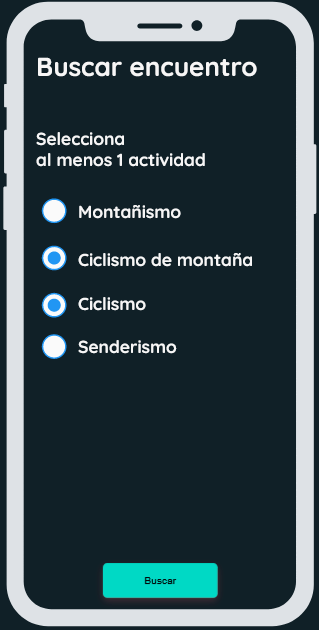 Buscar encuentro
Selecciona
al menos 1 actividad
Montañismo
Ciclismo de montaña
Ciclismo
Senderismo
Buscar